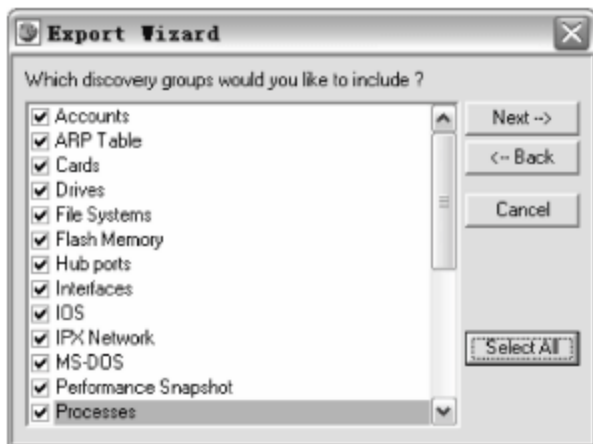 Export Wizard
Which discovery groups would you like to include ?
Accounts
ARP Table
Cards
Drives
File Systems
Flash Memory
Hub ports
Interfaces
IOS
IPX Network
MS-DOS
Performance Snapshot
Processes
Next -->
<-- Back
Cancel
Select All